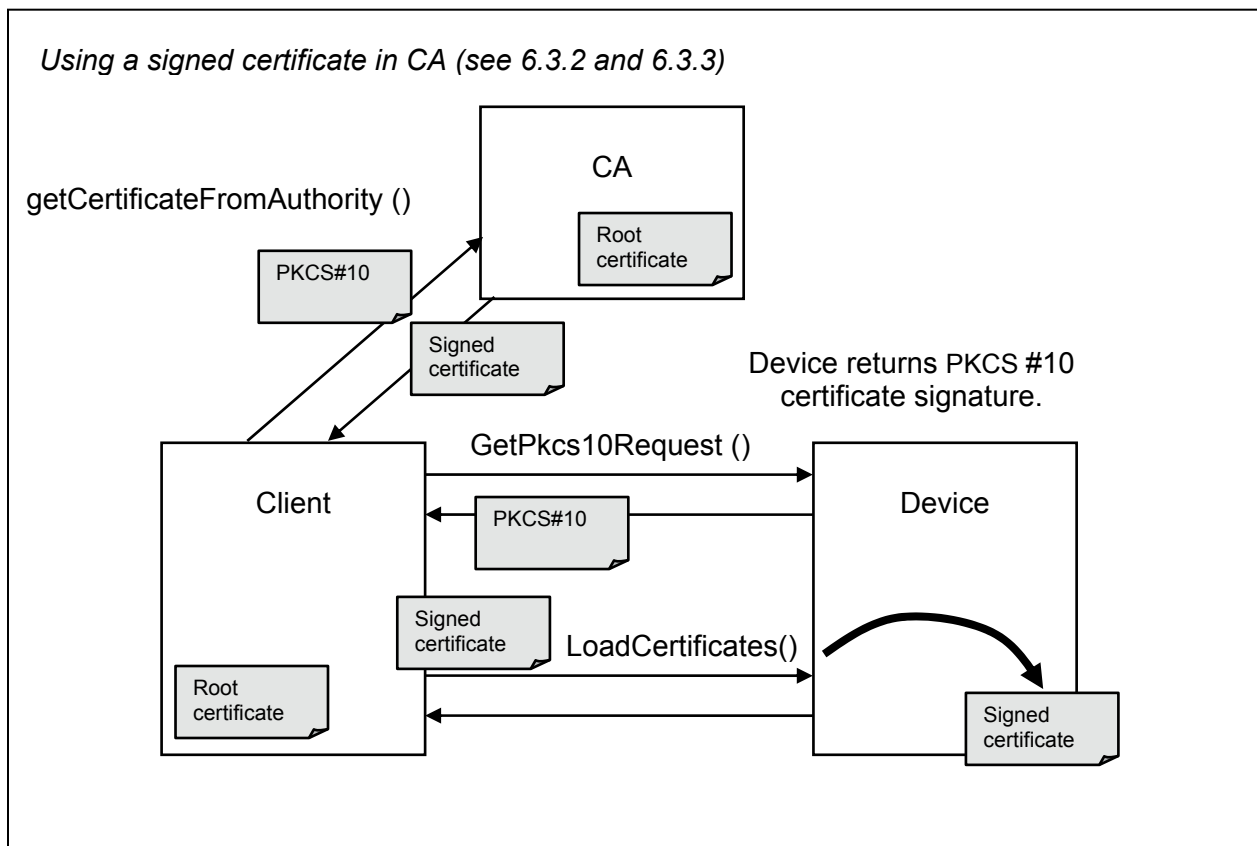 Using a signed certificate in CA (see 6.3.2 and 6.3.3)
CA
getCertificateFromAuthority ()
Root
certificate
PKCS#10
Signed
certificate
Device returns PKCS #10
certificate signature.
GetPkcs10Request ()
Client
Device
PKCS#10
Signed
certificate
LoadCertificates()
Root
certificate
Signed
certificate